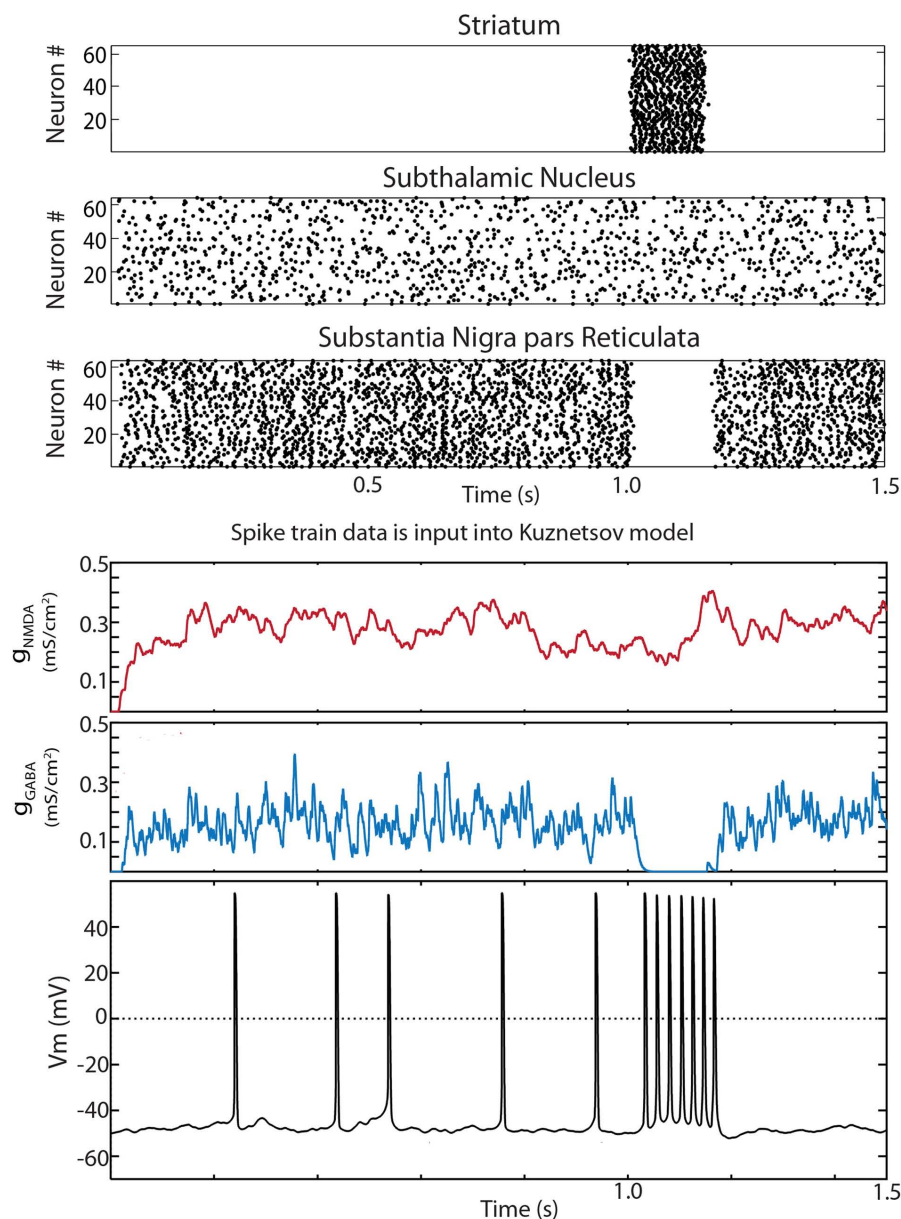 Striatum
Neuron #
60
40
20
Subthalamic Nucleus
Neuron #
60
40
20
Substantia Nigra pars Reticulata
Neuron #
60
40
20
0.5
1.0
1.5
Time (s)
Spike train data is input into Kuznetsov model
gNMDA
(mS/cm²)
0.5
0.3
0.1
gGABA
(mS/cm²)
0.5
0.3
0.1
Vm (mV)
40
20
0
-20
-40
-60
1.0
1.5
Time (s)